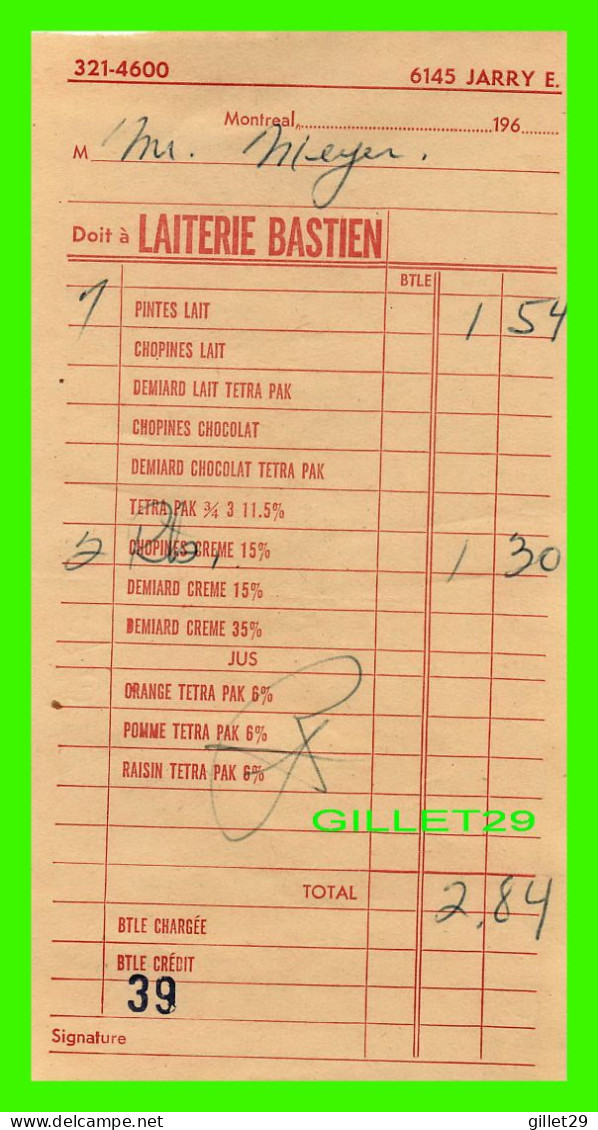 321-4600 6145 JARRY E.
Montreal, 196
M Mr. Meyer.
Doit à LAITERIE BASTIEN
BTLE
7 PINTES LAIT 1 54
CHOPINES LAIT
DEMIARD LAIT TETRA PAK
CHOPINES CHOCOLAT
DEMIARD CHOCOLAT TETRA PAK
TETRA PAK ¾ 3 11.5%
2 CHOPINES CREME 15% 1 30
DEMIARD CREME 15%
DEMIARD CREME 35%
JUS
ORANGE TETRA PAK 6%
POMME TETRA PAK 6%
RAISIN TETRA PAK 6%
GILLET29
TOTAL 2.84
BTLE CHARGÉE
BTLE CRÉDIT
39
Signature
delcampe.net gillet29